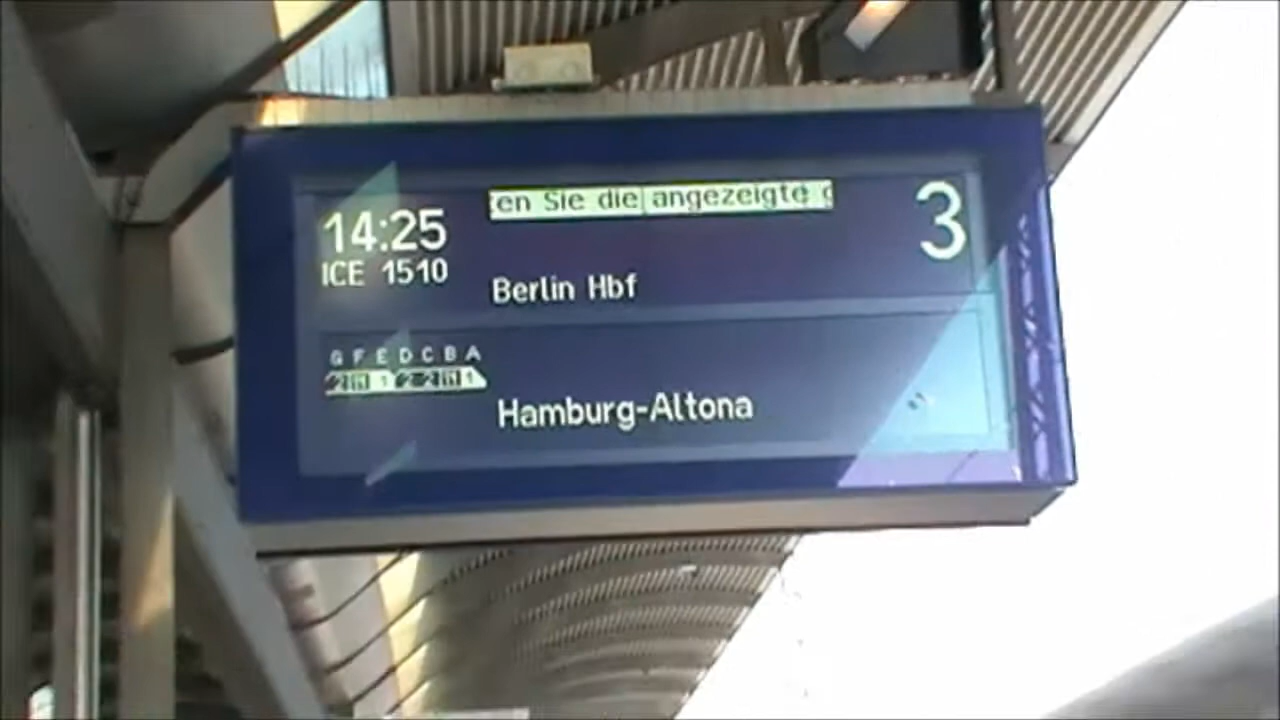 en Sie die angezeigte
3
14:25
ICE 1510
Berlin Hbf
G F E D C B A
Hamburg-Altona